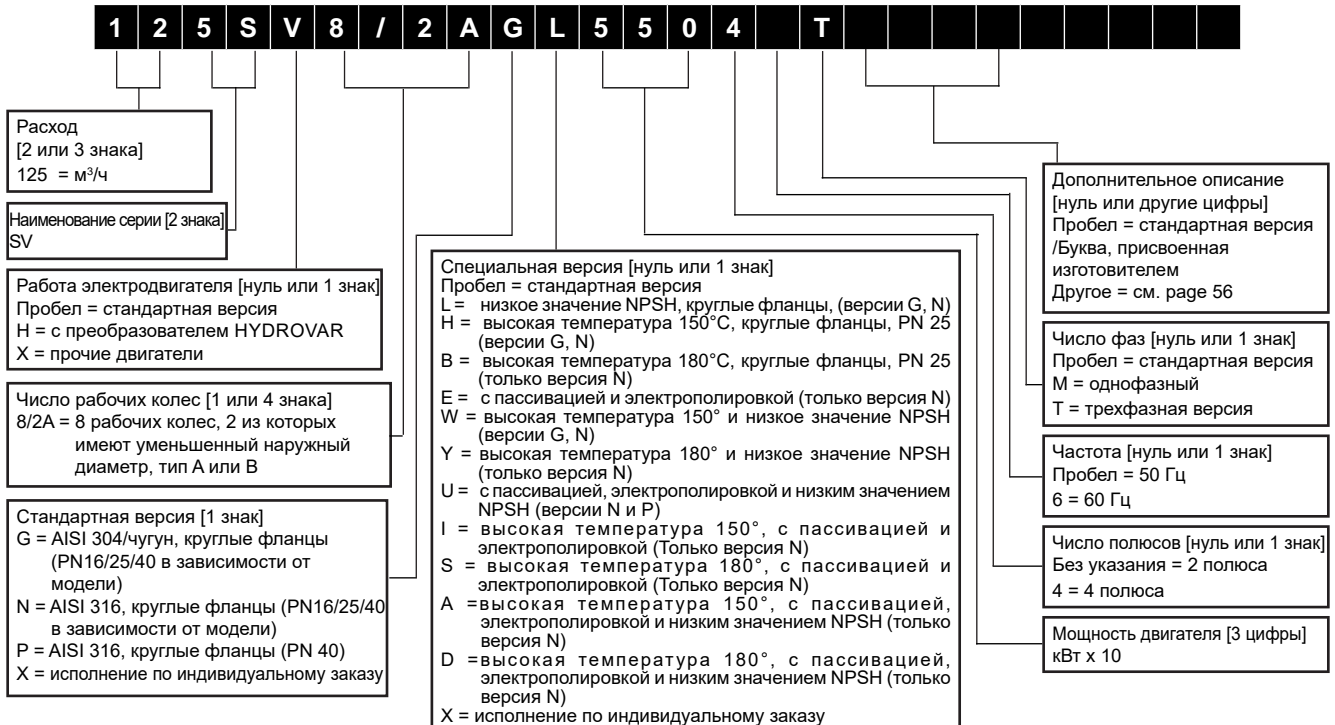 125SV8/2AGL5504 T
Расход
[2 или 3 знака]
125 = м³/ч
Наименование серии [2 знака]
SV
Работа электродвигателя [нуль или 1 знак]
Пробел = стандартная версия
H = с преобразователем HYDROVAR
X = прочие двигатели
Число рабочих колес [1 или 4 знака]
8/2A = 8 рабочих колес, 2 из которых
имеют уменьшенный наружный
диаметр, тип A или B
Стандартная версия [1 знак]
G = AISI 304/чугун, круглые фланцы
(PN16/25/40 в зависимости от
модели)
N = AISI 316, круглые фланцы (PN16/25/40
в зависимости от модели)
P = AISI 316, круглые фланцы (PN 40)
X = исполнение по индивидуальному заказу
Специальная версия [нуль или 1 знак]
Пробел = стандартная версия
L = низкое значение NPSH, круглые фланцы, (версии G, N)
H = высокая температура 150°C, круглые фланцы, PN 25
(версии G, N)
B = высокая температура 180°C, круглые фланцы, PN 25
(только версия N)
E = с пассивацией и электрополировкой (только версия N)
W = высокая температура 150° и низкое значение NPSH
(версии G, N)
Y = высокая температура 180° и низкое значение NPSH
(только версия N)
U = с пассивацией, электрополировкой и низким значением
NPSH (версии N и P)
I = высокая температура 150°, с пассивацией и
электрополировкой (Только версия N)
S = высокая температура 180°, с пассивацией и
электрополировкой (Только версия N)
A =высокая температура 150°, с пассивацией,
электрополировкой и низким значением NPSH (только
версия N)
D =высокая температура 180°, с пассивацией,
электрополировкой и низким значением NPSH (только
версия N)
X = исполнение по индивидуальному заказу
Дополнительное описание
[нуль или другие цифры]
Пробел = стандартная версия
/Буква, присвоенная
изготовителем
Другое = см. page 56
Число фаз [нуль или 1 знак]
Пробел = стандартная версия
M = однофазный
T = трехфазная версия
Частота [нуль или 1 знак]
Пробел = 50 Гц
6 = 60 Гц
Число полюсов [нуль или 1 знак]
Без указания = 2 полюса
4 = 4 полюса
Мощность двигателя [3 цифры]
кВт x 10